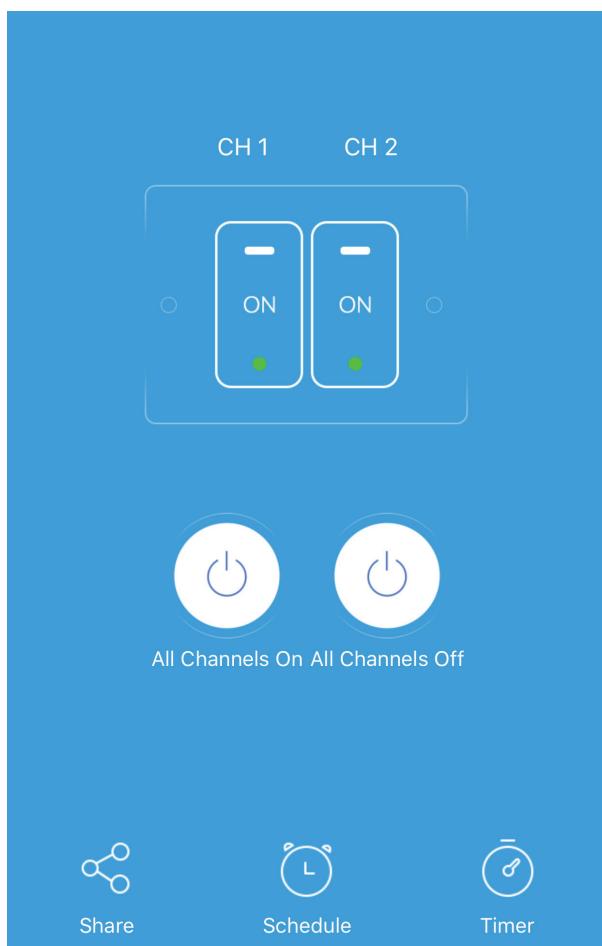 CH 1 CH 2
ON ON
All Channels On All Channels Off
Share Schedule Timer